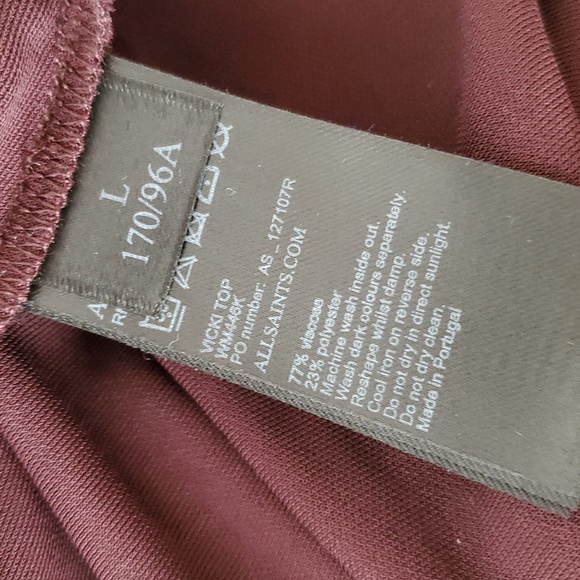 L
170/96A
VICKI TOP
WM446K
PO number: AS -127107R
ALLSAINTS.COM
77% viscose
23% polyester
Machine wash inside out.
Wash dark colours separately.
Reshape whilst damp.
Cool iron on reverse side.
Do not dry in direct sunlight.
Do not dry clean.
Made in Portugal